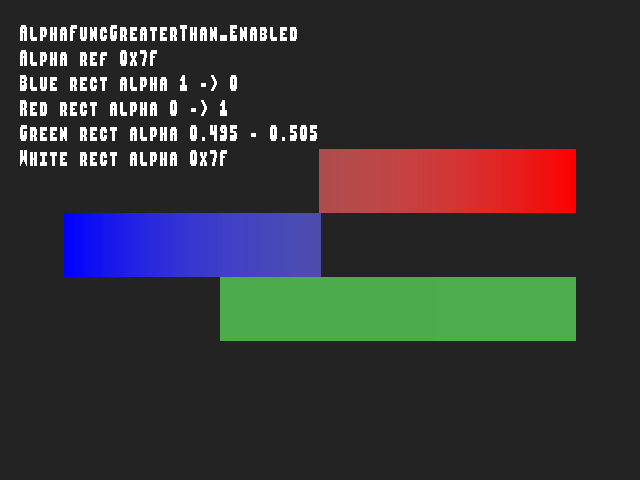 AlphaFuncGreaterThan_Enabled
Alpha ref 0x7f
Blue rect alpha 1 -> 0
Red rect alpha 0 -> 1
Green rect alpha 0.495 - 0.505
White rect alpha 0x7f